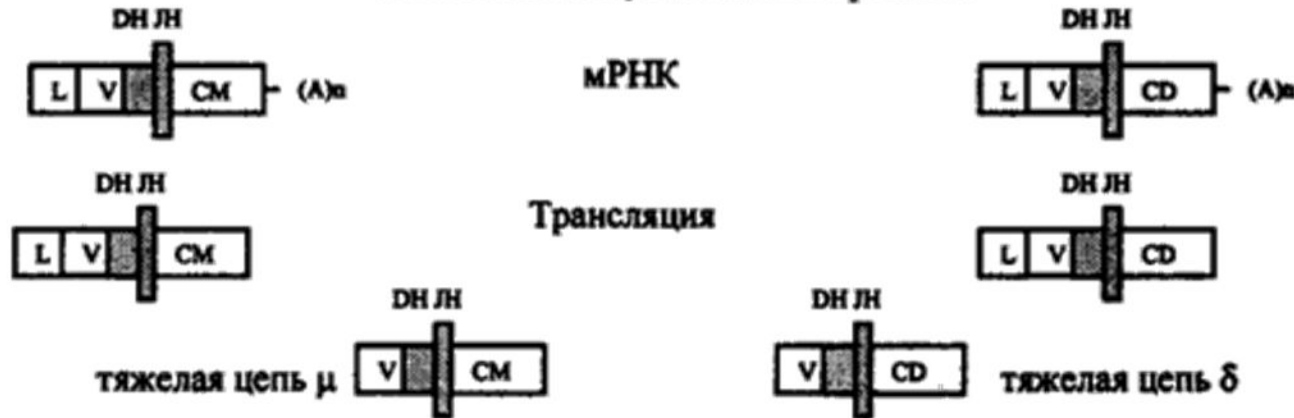 DH JH DH JH
L V CM (A)n мРНК L V CD (A)n
DH JH DH JH
Трансляция
L V CM L V CD
DH JH DH JH
тяжелая цепь μ V CM V CD тяжелая цепь δ